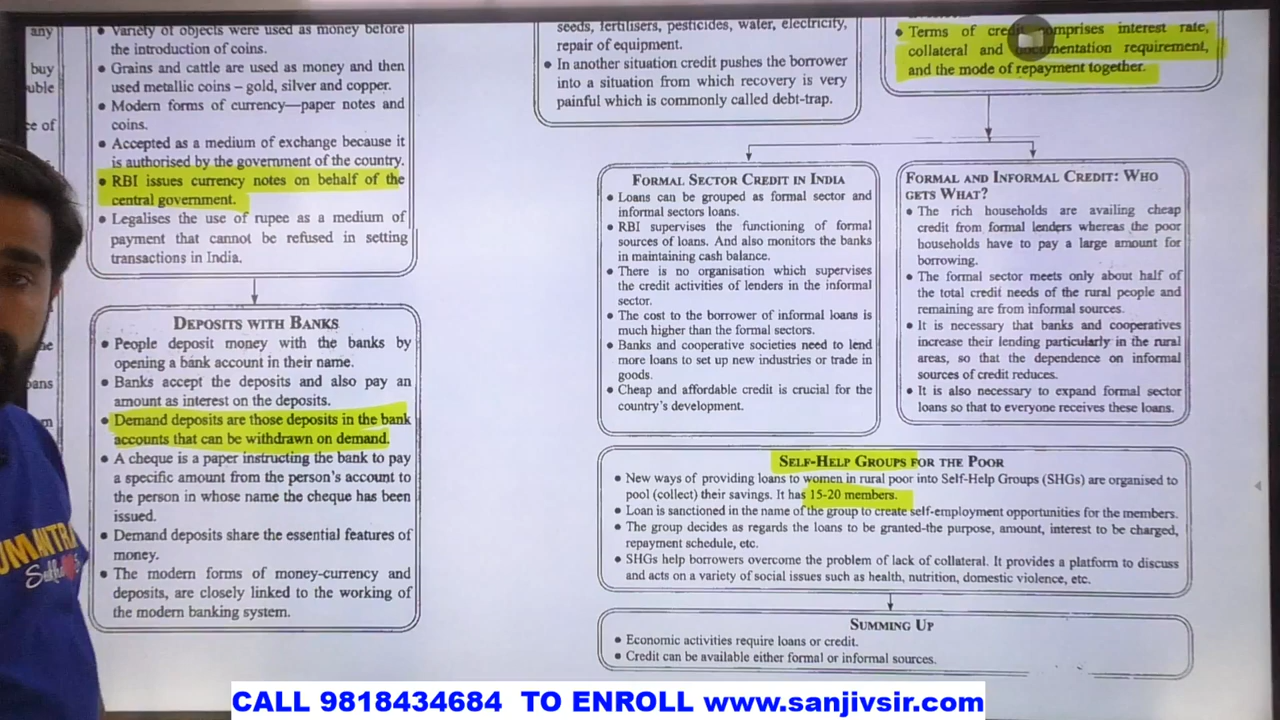 any
buy
uble
e of
he
oans
m
• Variety of objects were used as money before
the introduction of coins.
• Grains and cattle are used as money and then
used metallic coins – gold, silver and copper.
• Modern forms of currency—paper notes and
coins.
• Accepted as a medium of exchange because it
is authorised by the government of the country.
• RBI issues currency notes on behalf of the
central government.
• Legalises the use of rupee as a medium of
payment that cannot be refused in setting
transactions in India.
DEPOSITS WITH BANKS
• People deposit money with the banks by
opening a bank account in their name.
• Banks accept the deposits and also pay an
amount as interest on the deposits.
• Demand deposits are those deposits in the bank
accounts that can be withdrawn on demand.
• A cheque is a paper instructing the bank to pay
a specific amount from the person's account to
the person in whose name the cheque has been
issued.
• Demand deposits share the essential features of
money.
• The modern forms of money-currency and
deposits, are closely linked to the working of
the modern banking system.
seeds, fertilisers, pesticides, water, electricity,
repair of equipment.
• In another situation credit pushes the borrower
into a situation from which recovery is very
painful which is commonly called debt-trap.
• Terms of credit comprises interest rate,
collateral and documentation requirement,
and the mode of repayment together.
FORMAL SECTOR CREDIT IN INDIA
• Loans can be grouped as formal sector and
informal sectors loans.
• RBI supervises the functioning of formal
sources of loans. And also monitors the banks
in maintaining cash balance.
• There is no organisation which supervises
the credit activities of lenders in the informal
sector.
• The cost to the borrower of informal loans is
much higher than the formal sectors.
• Banks and cooperative societies need to lend
more loans to set up new industries or trade in
goods.
• Cheap and affordable credit is crucial for the
country's development.
FORMAL AND INFORMAL CREDIT: WHO
GETS WHAT?
• The rich households are availing cheap
credit from formal lenders whereas the poor
households have to pay a large amount for
borrowing.
• The formal sector meets only about half of
the total credit needs of the rural people and
remaining are from informal sources.
• It is necessary that banks and cooperatives
increase their lending particularly in the rural
areas, so that the dependence on informal
sources of credit reduces.
• It is also necessary to expand formal sector
loans so that to everyone receives these loans.
SELF-HELP GROUPS FOR THE POOR
• New ways of providing loans to women in rural poor into Self-Help Groups (SHGs) are organised to
pool (collect) their savings. It has 15-20 members.
• Loan is sanctioned in the name of the group to create self-employment opportunities for the members.
• The group decides as regards the loans to be granted-the purpose, amount, interest to be charged,
repayment schedule, etc.
• SHGs help borrowers overcome the problem of lack of collateral. It provides a platform to discuss
and acts on a variety of social issues such as health, nutrition, domestic violence, etc.
SUMMING UP
• Economic activities require loans or credit.
• Credit can be available either formal or informal sources.
UMANTRA
CALL 9818434684 TO ENROLL www.sanjivsir.com